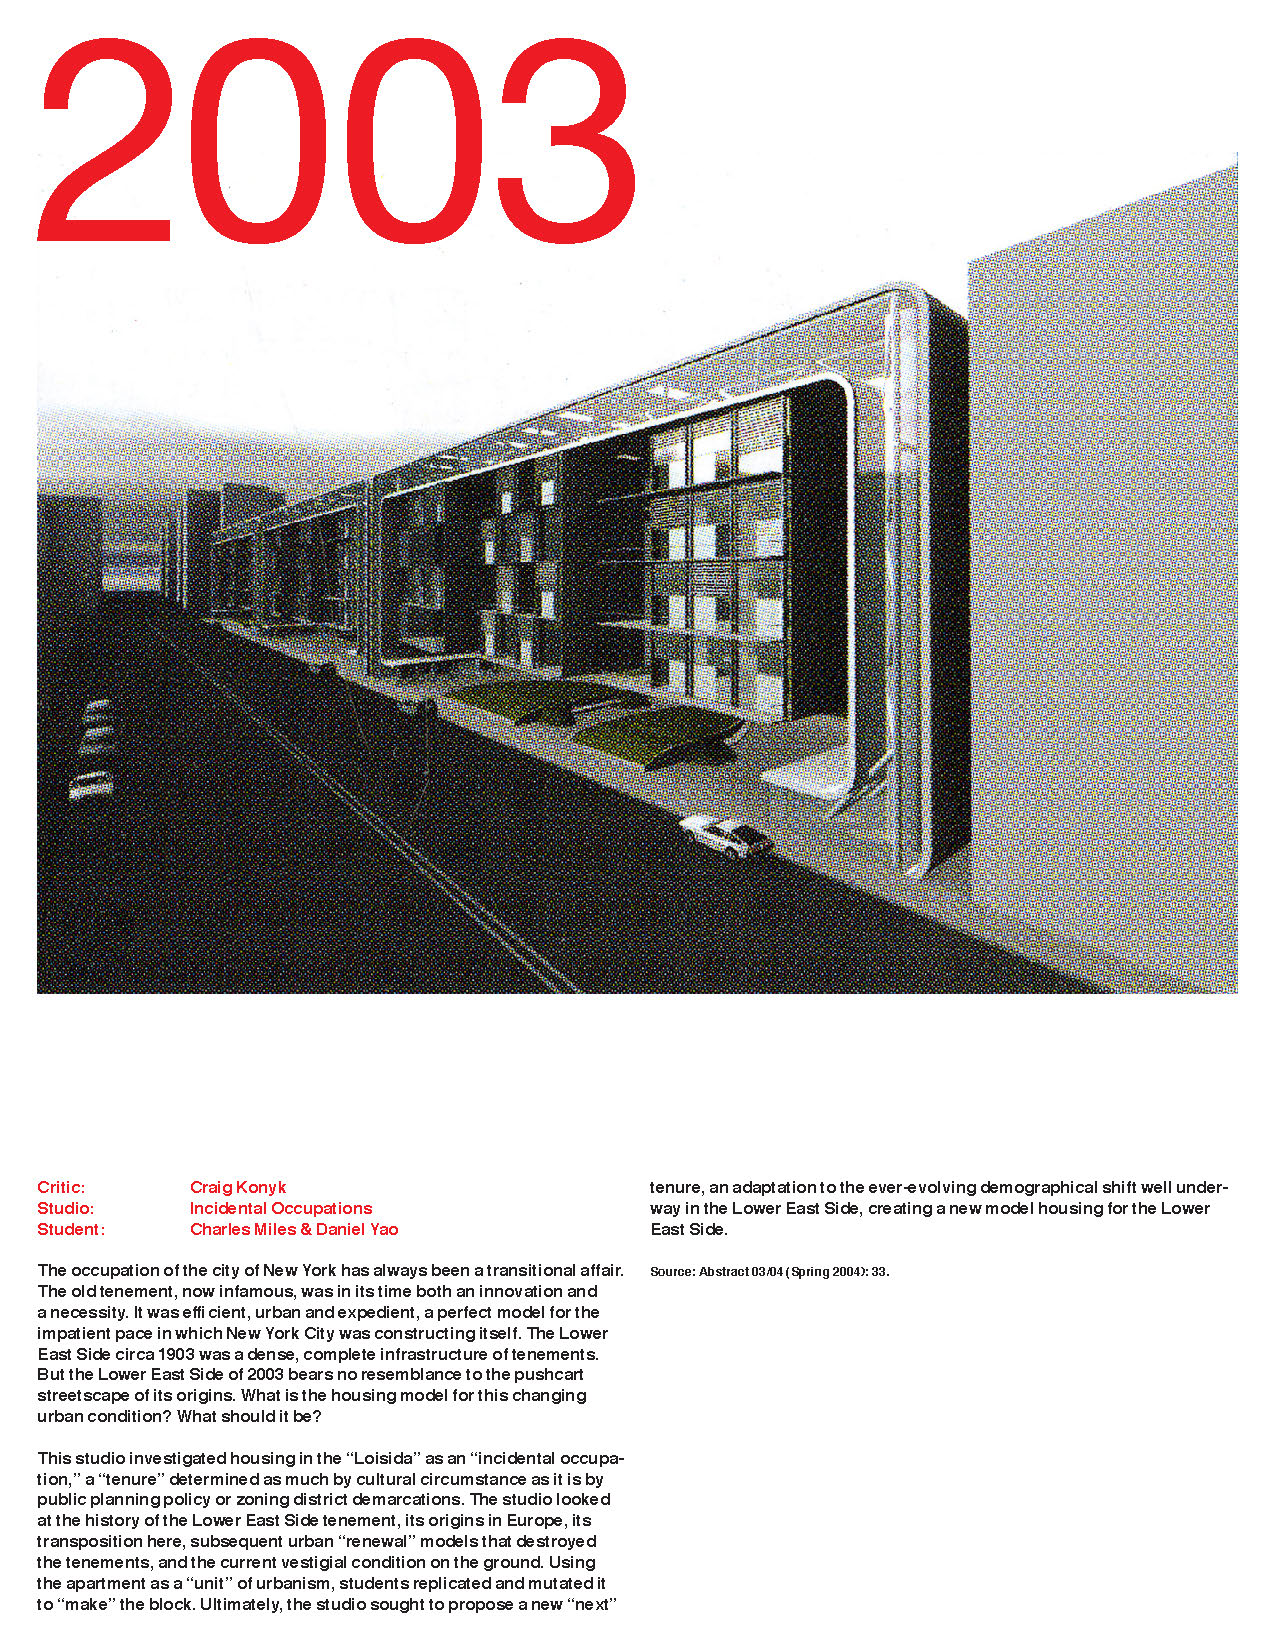 2003
Critic: Craig Konyk
Studio: Incidental Occupations
Student: Charles Miles & Daniel Yao
The occupation of the city of New York has always been a transitional affair.
The old tenement, now infamous, was in its time both an innovation and
a necessity. It was efficient, urban and expedient, a perfect model for the
impatient pace in which New York City was constructing itself. The Lower
East Side circa 1903 was a dense, complete infrastructure of tenements.
But the Lower East Side of 2003 bears no resemblance to the pushcart
streetscape of its origins. What is the housing model for this changing
urban condition? What should it be?
This studio investigated housing in the “Loisida” as an “incidental occupa-
tion,” a “tenure” determined as much by cultural circumstance as it is by
public planning policy or zoning district demarcations. The studio looked
at the history of the Lower East Side tenement, its origins in Europe, its
transposition here, subsequent urban “renewal” models that destroyed
the tenements, and the current vestigial condition on the ground. Using
the apartment as a “unit” of urbanism, students replicated and mutated it
to “make” the block. Ultimately, the studio sought to propose a new “next”
tenure, an adaptation to the ever-evolving demographical shift well under-
way in the Lower East Side, creating a new model housing for the Lower
East Side.
Source: Abstract 03/04 (Spring 2004): 33.